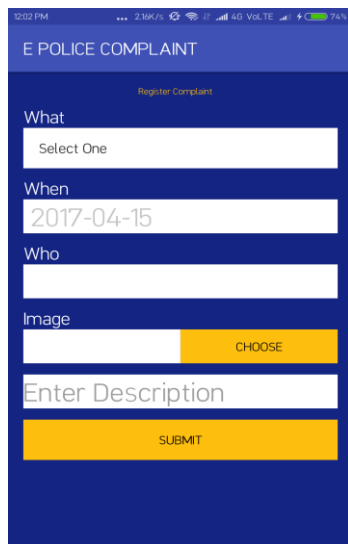 12:02 PM ... 2.16K/s 4G VoLTE 74%
E POLICE COMPLAINT
Register Complaint
What
Select One
When
2017-04-15
Who
Image
CHOOSE
Enter Description
SUBMIT